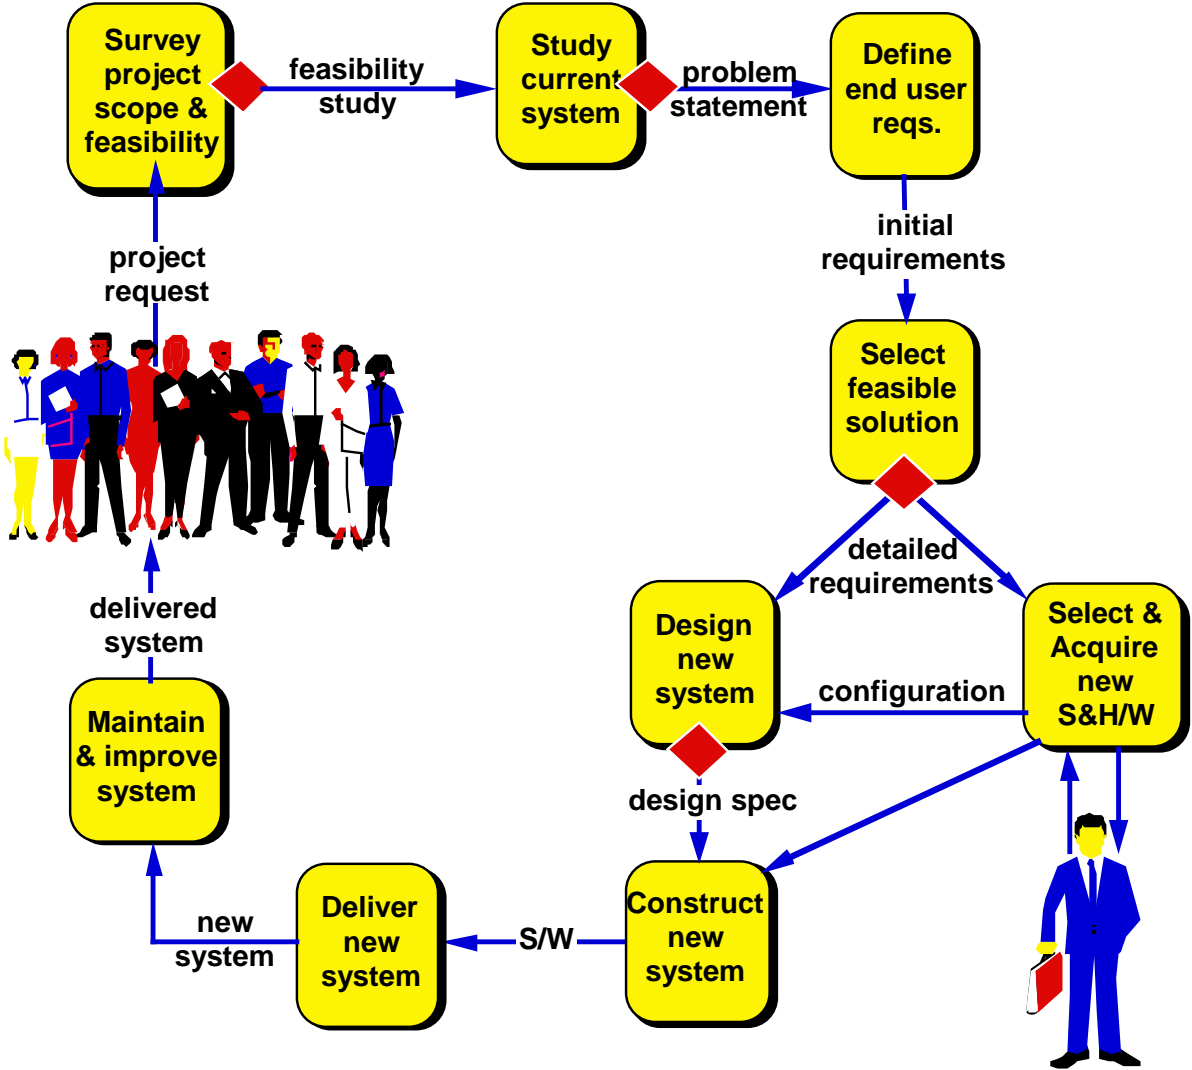 Survey
project
scope &
feasibility
feasibility
study
Study
current
system
problem
statement
Define
end user
reqs.
initial
requirements
project
request
Select
feasible
solution
detailed
requirements
Design
new
system
Select &
Acquire
new
S&H/W
configuration
delivered
system
Maintain
& improve
system
design spec
Construct
new
system
S/W
Deliver
new
system
new
system